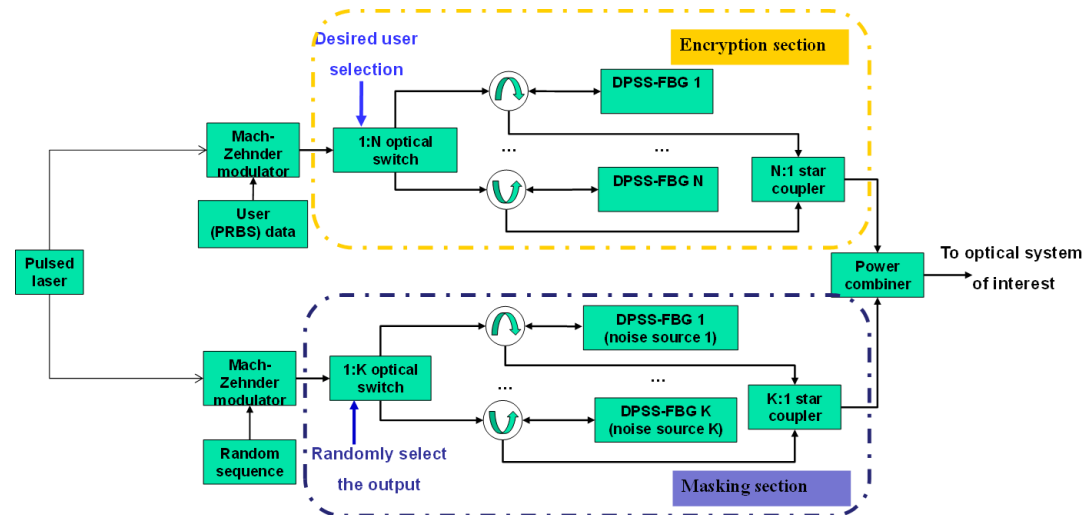 Desired user
selection
Encryption section
DPSS-FBG 1
Mach-
Zehnder
modulator
1:N optical
switch
...
...
DPSS-FBG N
N:1 star
coupler
User
(PRBS) data
Pulsed
laser
Power
combiner
To optical system
of interest
DPSS-FBG 1
(noise source 1)
Mach-
Zehnder
modulator
1:K optical
switch
...
...
DPSS-FBG K
(noise source K)
K:1 star
coupler
Random
sequence
Randomly select
the output
Masking section